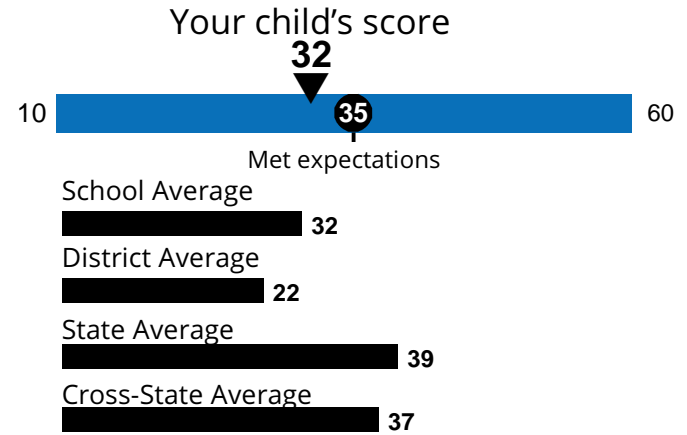 Your child’s score
32
10 35 60
Met expectations
School Average
32
District Average
22
State Average
39
Cross-State Average
37